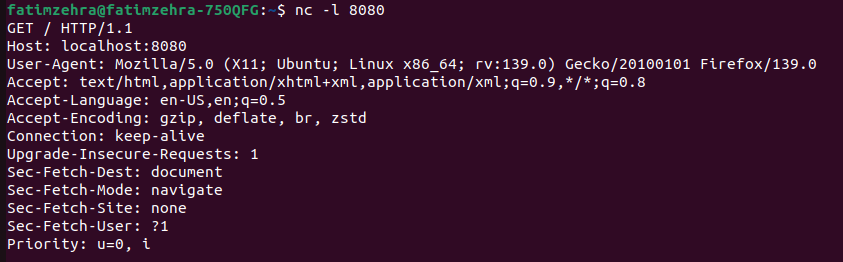 fatimzehra@fatimzehra-750QFG:~$ nc -l 8080
GET / HTTP/1.1
Host: localhost:8080
User-Agent: Mozilla/5.0 (X11; Ubuntu; Linux x86_64; rv:139.0) Gecko/20100101 Firefox/139.0
Accept: text/html,application/xhtml+xml,application/xml;q=0.9,*/*;q=0.8
Accept-Language: en-US,en;q=0.5
Accept-Encoding: gzip, deflate, br, zstd
Connection: keep-alive
Upgrade-Insecure-Requests: 1
Sec-Fetch-Dest: document
Sec-Fetch-Mode: navigate
Sec-Fetch-Site: none
Sec-Fetch-User: ?1
Priority: u=0, i